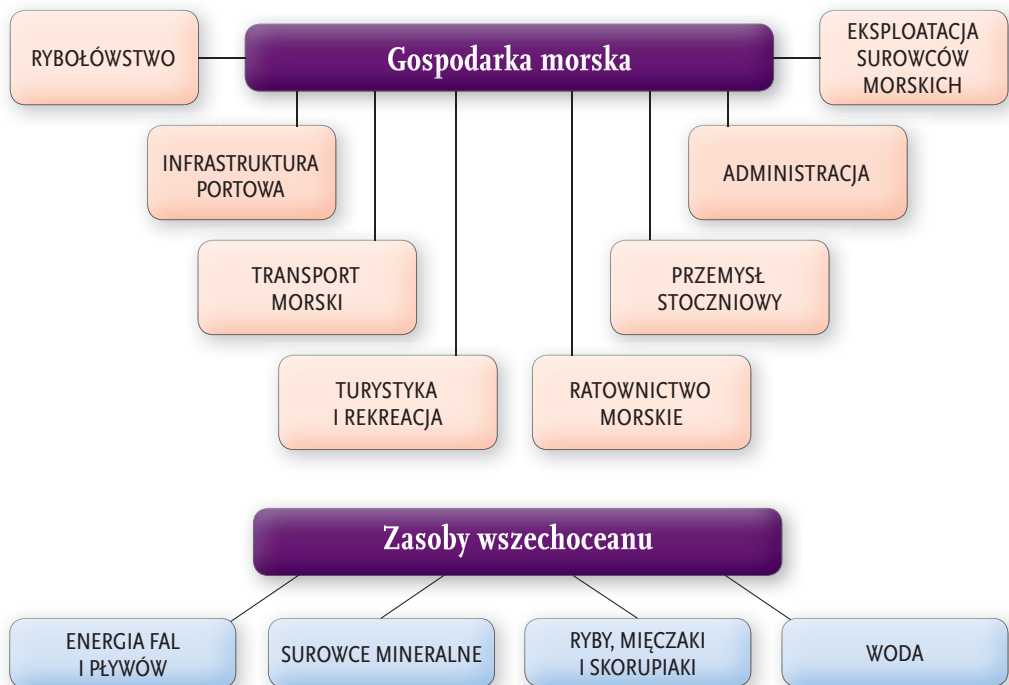 RYBOŁÓWSTWO
Gospodarka morska
EKSPLOATACJA
SUROWCÓW
MORSKICH
INFRASTRUKTURA
PORTOWA
ADMINISTRACJA
TRANSPORT
MORSKI
PRZEMYSŁ
STOCZNIOWY
TURYSTYKA
I REKREACJA
RATOWNICTWO
MORSKIE
Zasoby wszechoceanu
ENERGIA FAL
I PŁYWÓW
SUROWCE MINERALNE
RYBY, MIĘCZAKI
I SKORUPIAKI
WODA